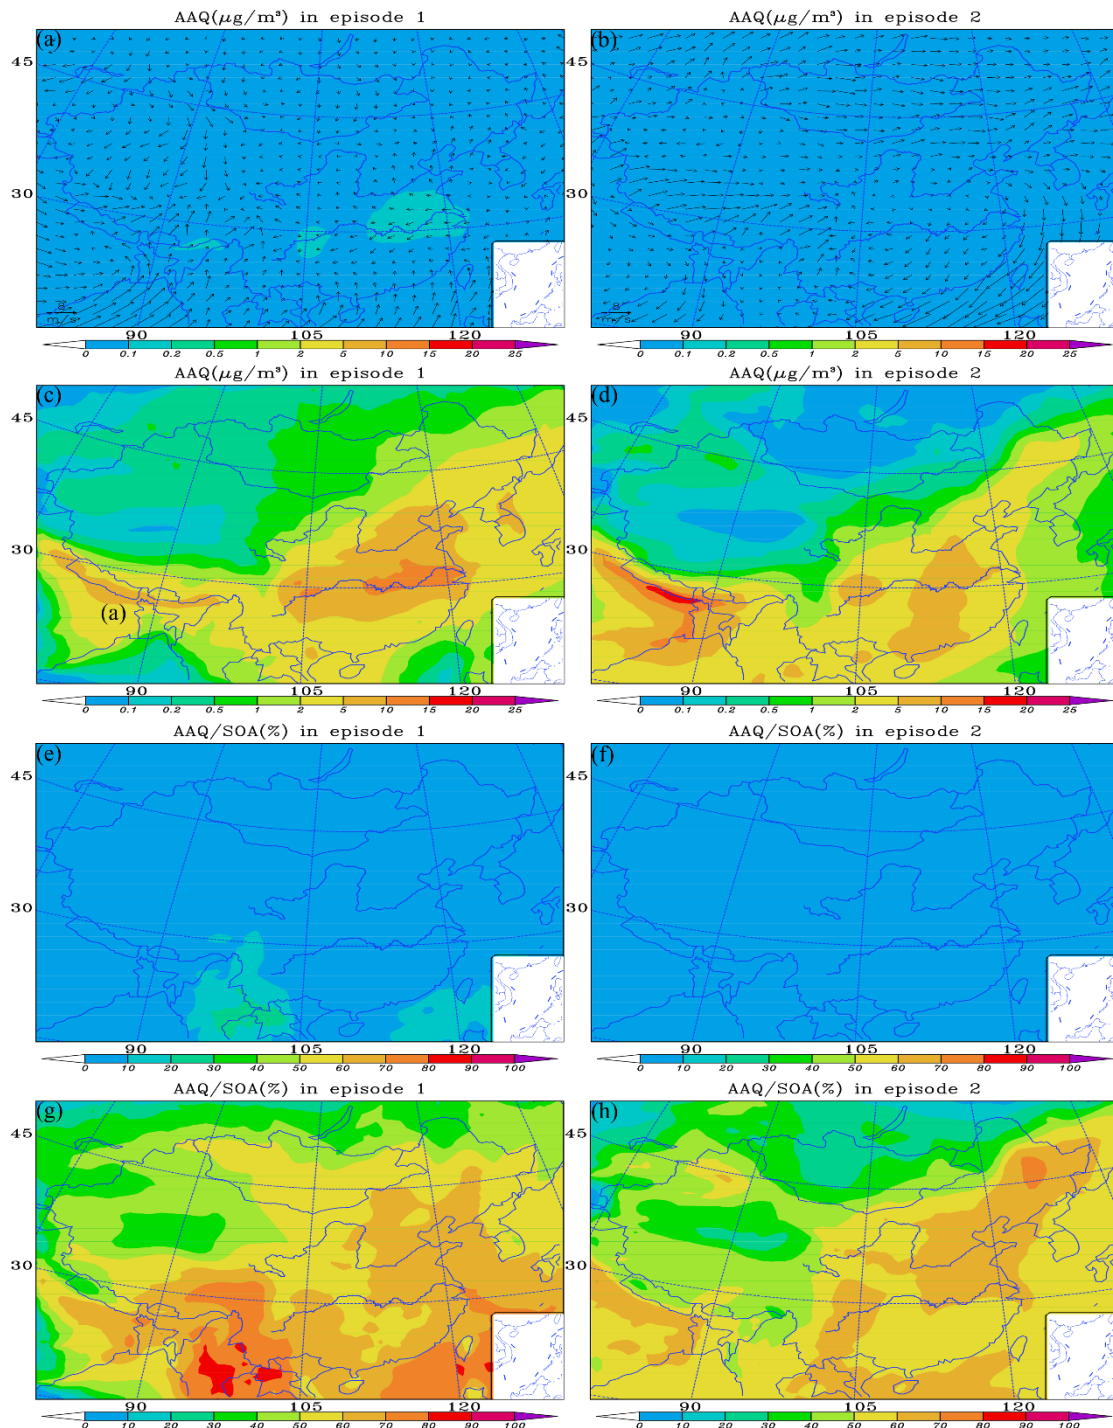 AAQ(μg/m³) in episode 1
AAQ(μg/m³) in episode 2
(a)
(b)
45
45
30
30
8
m/s
8
m/s
90 105 120
90 105 120
0 0.1 0.2 0.5 1 2 5 10 15 20 25
0 0.1 0.2 0.5 1 2 5 10 15 20 25
AAQ(μg/m³) in episode 1
AAQ(μg/m³) in episode 2
(c)
(d)
45
45
30
30
(a)
90 105 120
90 105 120
0 0.1 0.2 0.5 1 2 5 10 15 20 25
0 0.1 0.2 0.5 1 2 5 10 15 20 25
AAQ/SOA(%) in episode 1
AAQ/SOA(%) in episode 2
(e)
(f)
45
45
30
30
90 105 120
90 105 120
0 10 20 30 40 50 60 70 80 90 100
0 10 20 30 40 50 60 70 80 90 100
AAQ/SOA(%) in episode 1
AAQ/SOA(%) in episode 2
(g)
(h)
45
45
30
30
90 105 120
90 105 120
0 10 20 30 40 50 60 70 80 90 100
0 10 20 30 40 50 60 70 80 90 100